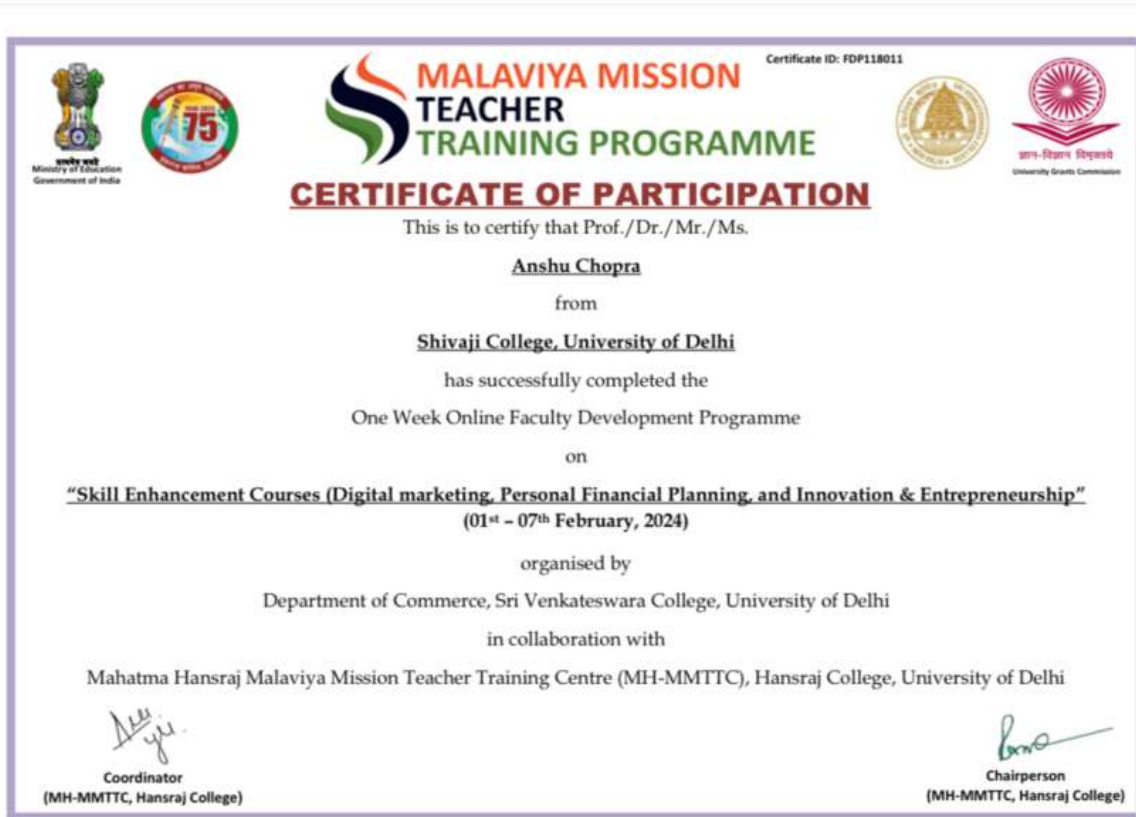 Certificate ID: FDP118011
MALAVIYA MISSION
TEACHER
TRAINING PROGRAMME
75
सत्यमेव जयते
Ministry of Education
Government of India
ज्ञान-विज्ञान विमुक्तये
University Grants Commission
CERTIFICATE OF PARTICIPATION
This is to certify that Prof./Dr./Mr./Ms.
Anshu Chopra
from
Shivaji College, University of Delhi
has successfully completed the
One Week Online Faculty Development Programme
on
“Skill Enhancement Courses (Digital marketing, Personal Financial Planning, and Innovation & Entrepreneurship”
(01st – 07th February, 2024)
organised by
Department of Commerce, Sri Venkateswara College, University of Delhi
in collaboration with
Mahatma Hansraj Malaviya Mission Teacher Training Centre (MH-MMTTC), Hansraj College, University of Delhi
Coordinator
(MH-MMTTC, Hansraj College)
Chairperson
(MH-MMTTC, Hansraj College)